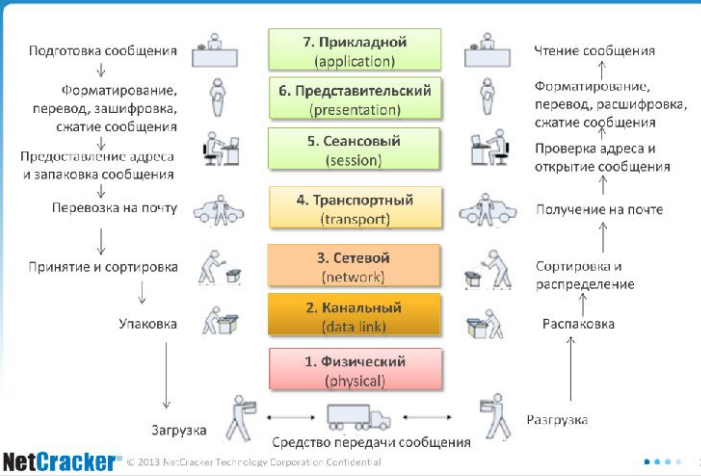 Подготовка сообщения
7. Прикладной
(application)
Чтение сообщения
Форматирование,
перевод, зашифровка,
сжатие сообщения
6. Представительский
(presentation)
Форматирование,
перевод, расшифровка,
сжатие сообщения
Предоставление адреса
и запаковка сообщения
5. Сеансовый
(session)
Проверка адреса и
открытие сообщения
Перевозка на почту
4. Транспортный
(transport)
Получение на почте
Принятие и сортировка
3. Сетевой
(network)
Сортировка и
распределение
Упаковка
2. Канальный
(data link)
Распаковка
1. Физический
(physical)
Загрузка
Средство передачи сообщения
Разгрузка
NetCracker® © 2013 NetCracker Technology Corporation Confidential